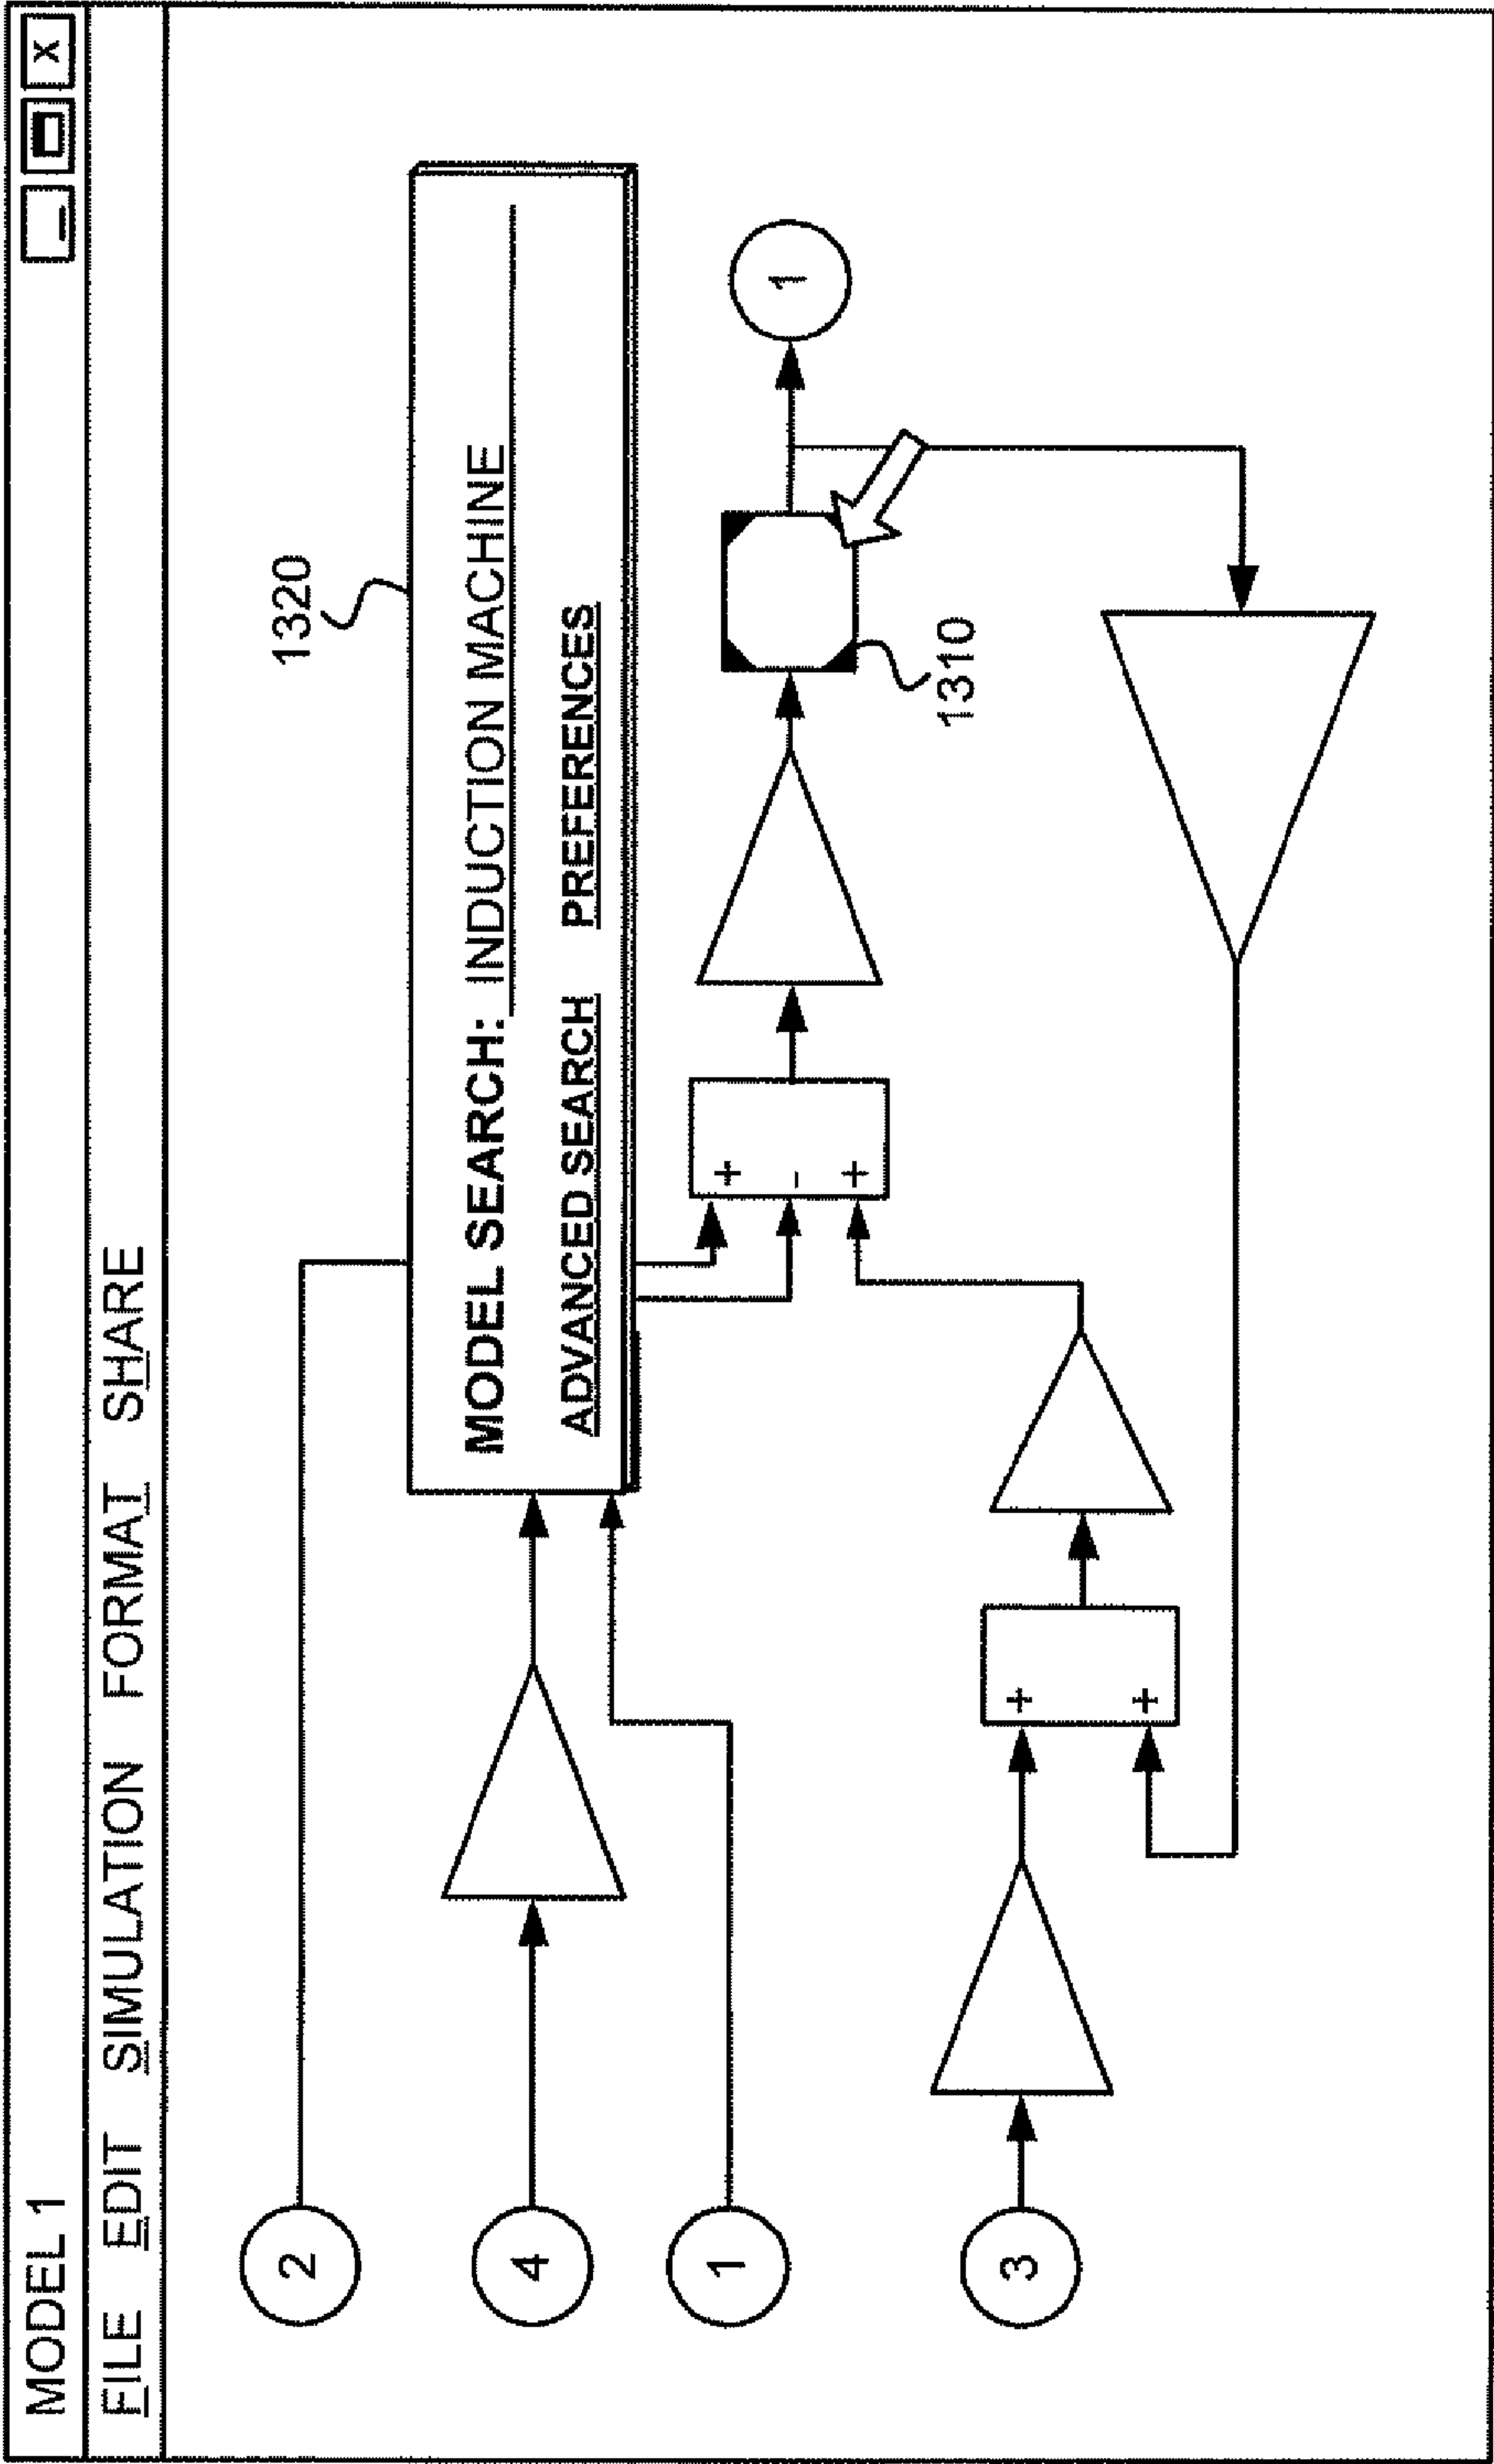 MODEL 1
_ X
FILE EDIT SIMULATION FORMAT SHARE
1320
2
MODEL SEARCH: INDUCTION MACHINE
ADVANCED SEARCH PREFERENCES
4
1
+
-
+
1
1310
3
+
+